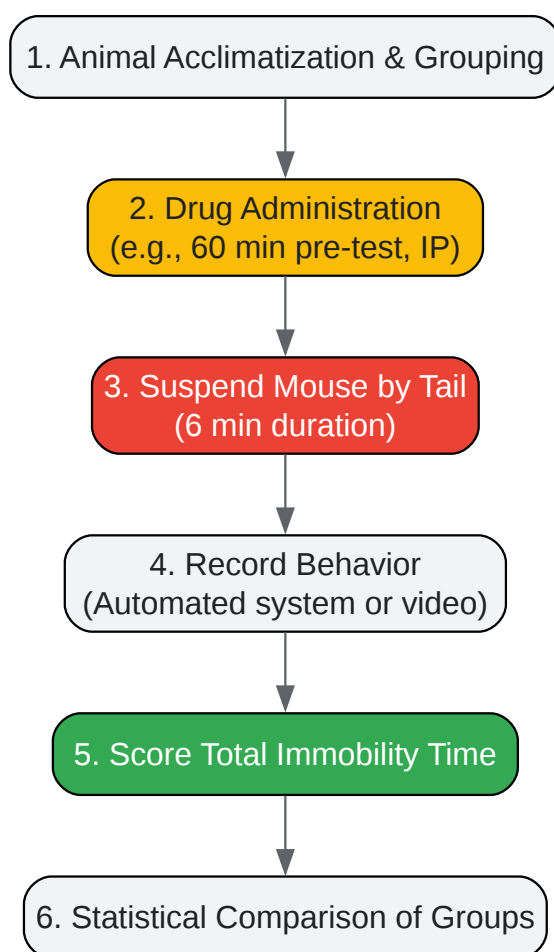 1. Animal Acclimatization & Grouping
2. Drug Administration
(e.g., 60 min pre-test, IP)
3. Suspend Mouse by Tail
(6 min duration)
4. Record Behavior
(Automated system or video)
5. Score Total Immobility Time
6. Statistical Comparison of Groups